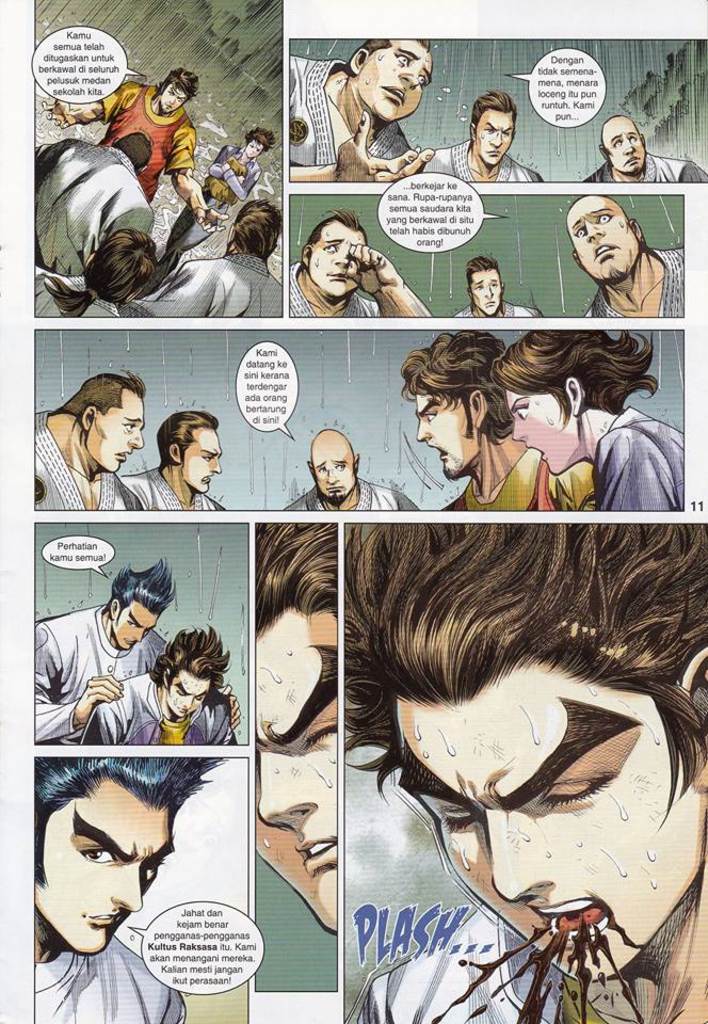 Kamu
semua telah
ditugaskan untuk
berkawal di seluruh
pelusuk medan
sekolah kita.
Dengan
tidak semena-
mena, menara
loceng itu pun
runtuh. Kami
pun...
...berkejar ke
sana. Rupa-rupanya
semua saudara kita
yang berkawal di situ
telah habis dibunuh
orang!
Kami
datang ke
sini kerana
terdengar
ada orang
bertarung
di sini!
11
Perhatian
kamu semua!
Jahat dan
kejam benar
pengganas-pengganas
Kultus Raksasa itu. Kami
akan menangani mereka.
Kalian mesti jangan
ikut perasaan!
PLASH...